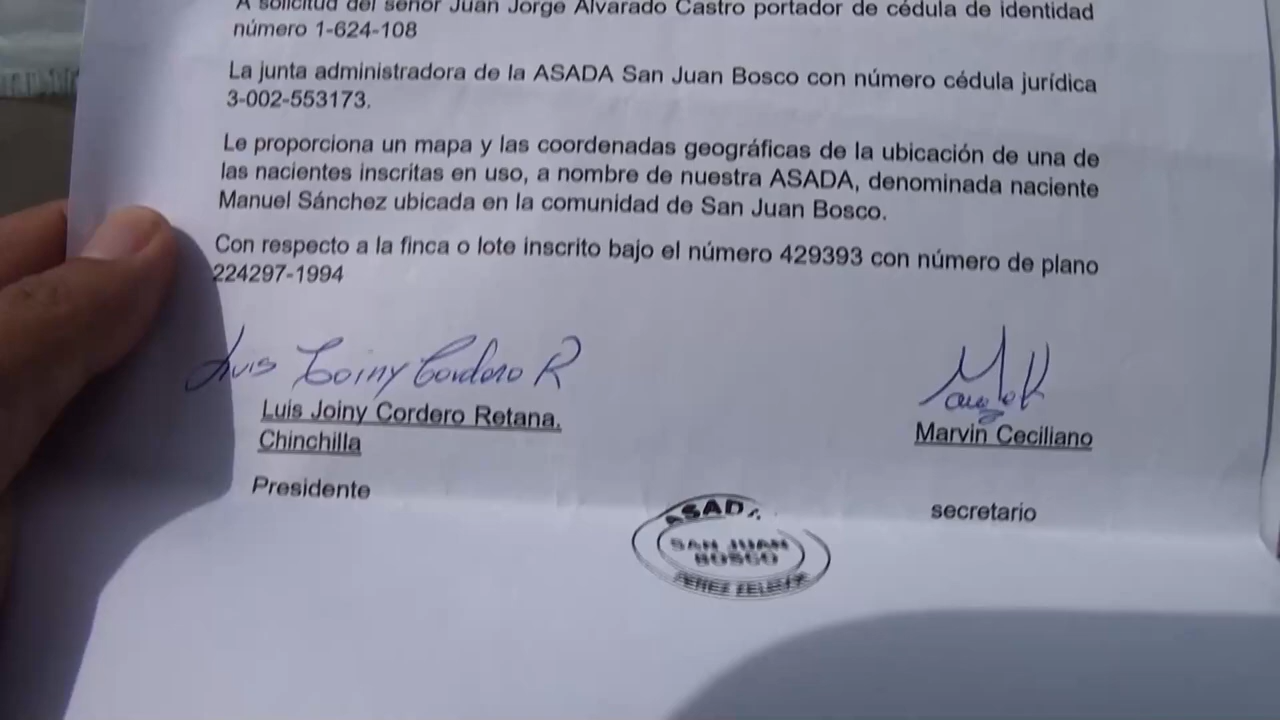 A solicitud del señor Juan Jorge Alvarado Castro portador de cédula de identidad
número 1-624-108
La junta administradora de la ASADA San Juan Bosco con número cédula jurídica
3-002-553173.
Le proporciona un mapa y las coordenadas geográficas de la ubicación de una de
las nacientes inscritas en uso, a nombre de nuestra ASADA, denominada naciente
Manuel Sánchez ubicada en la comunidad de San Juan Bosco.
Con respecto a la finca o lote inscrito bajo el número 429393 con número de plano
224297-1994
Luis Joiny Cordero R
Luis Joiny Cordero Retana.
Chinchilla
Marvin Ceciliano
Presidente
secretario
ASADA
SAN JUAN
BOSCO
PEREZ ZELEDON